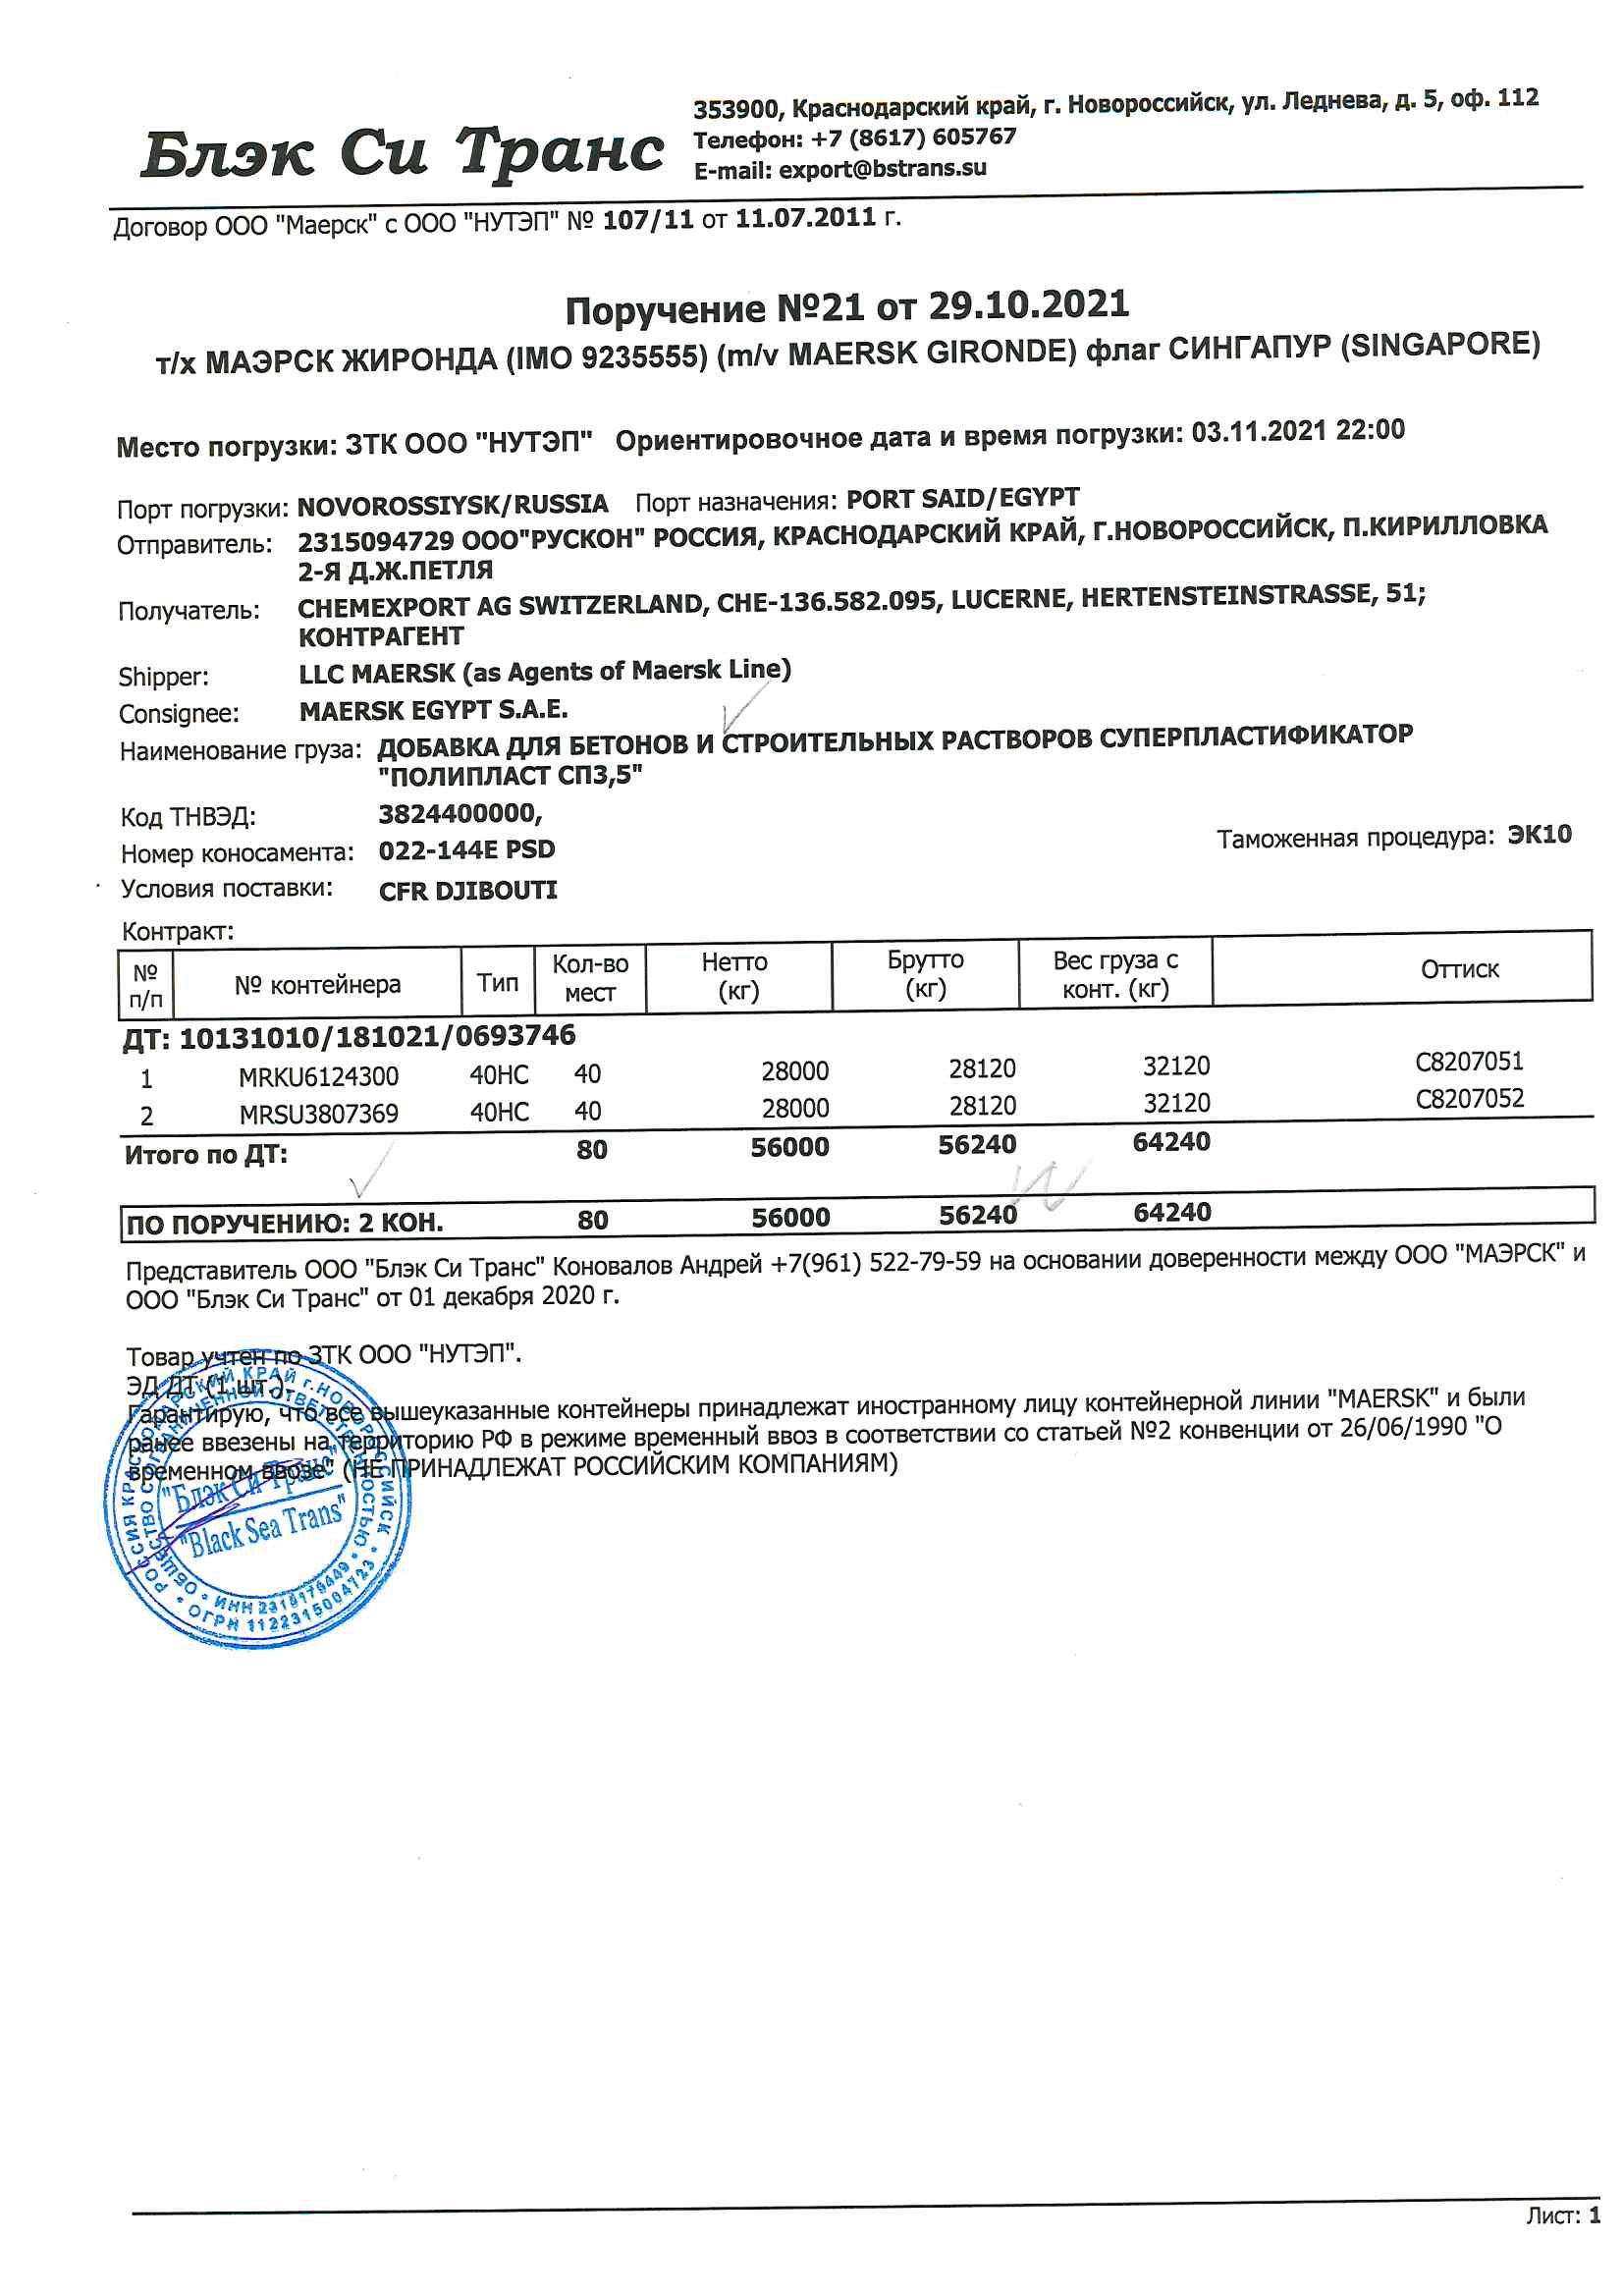 Блэк Си Транс
353900, Краснодарский край, г. Новороссийск, ул. Леднева, д. 5, оф. 112
Телефон: +7 (8617) 605767
E-mail: export@bstrans.su
Договор ООО "Маерск" с ООО "НУТЭП" № 107/11 от 11.07.2011 г.
Поручение №21 от 29.10.2021
т/х МАЭРСК ЖИРОНДА (IMO 9235555) (m/v MAERSK GIRONDE) флаг СИНГАПУР (SINGAPORE)
Место погрузки: ЗТК ООО "НУТЭП" Ориентировочное дата и время погрузки: 03.11.2021 22:00
Порт погрузки: NOVOROSSIYSK/RUSSIA Порт назначения: PORT SAID/EGYPT
Отправитель: 2315094729 ООО"РУСКОН" РОССИЯ, КРАСНОДАРСКИЙ КРАЙ, Г.НОВОРОССИЙСК, П.КИРИЛЛОВКА
2-Я Д.Ж.ПЕТЛЯ
Получатель: CHEMEXPORT AG SWITZERLAND, CHE-136.582.095, LUCERNE, HERTENSTEINSTRASSE, 51;
КОНТРАГЕНТ
Shipper: LLC MAERSK (as Agents of Maersk Line)
Consignee: MAERSK EGYPT S.A.E.
Наименование груза: ДОБАВКА ДЛЯ БЕТОНОВ И СТРОИТЕЛЬНЫХ РАСТВОРОВ СУПЕРПЛАСТИФИКАТОР
"ПОЛИПЛАСТ СП3,5"
Код ТНВЭД: 3824400000,
Номер коносамента: 022-144E PSD Таможенная процедура: ЭК10
Условия поставки: CFR DJIBOUTI
Контракт:
№ п/п № контейнера Тип Кол-во мест Нетто (кг) Брутто (кг) Вес груза с конт. (кг) Оттиск
ДТ: 10131010/181021/0693746
1 MRKU6124300 40HC 40 28000 28120 32120 C8207051
2 MRSU3807369 40HC 40 28000 28120 32120 C8207052
Итого по ДТ: 80 56000 56240 64240
ПО ПОРУЧЕНИЮ: 2 КОН. 80 56000 56240 64240
Представитель ООО "Блэк Си Транс" Коновалов Андрей +7(961) 522-79-59 на основании доверенности между ООО "МАЭРСК" и
ООО "Блэк Си Транс" от 01 декабря 2020 г.
Товар учтен по ЗТК ООО "НУТЭП".
ЭД ДТ (1 шт.).
Гарантирую, что все вышеуказанные контейнеры принадлежат иностранному лицу контейнерной линии "MAERSK" и были
ранее ввезены на территорию РФ в режиме временный ввоз в соответствии со статьей №2 конвенции от 26/06/1990 "О
временном ввозе" (НЕ ПРИНАДЛЕЖАТ РОССИЙСКИМ КОМПАНИЯМ)
РОССИЯ КРАСНОДАРСКИЙ КРАЙ г.НОВОРОССИЙСК
ОБЩЕСТВО С ОГРАНИЧЕННОЙ ОТВЕТСТВЕННОСТЬЮ
"Блэк Си Транс"
"Black Sea Trans"
ОГРН 1122315004723
Лист: 1